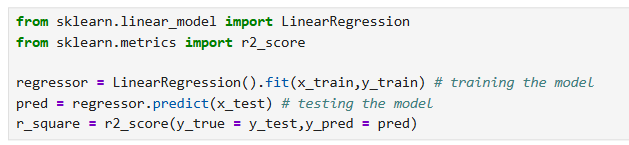 from sklearn.linear_model import LinearRegression
from sklearn.metrics import r2_score
regressor = LinearRegression().fit(x_train,y_train) # training the model
pred = regressor.predict(x_test) # testing the model
r_square = r2_score(y_true = y_test,y_pred = pred)